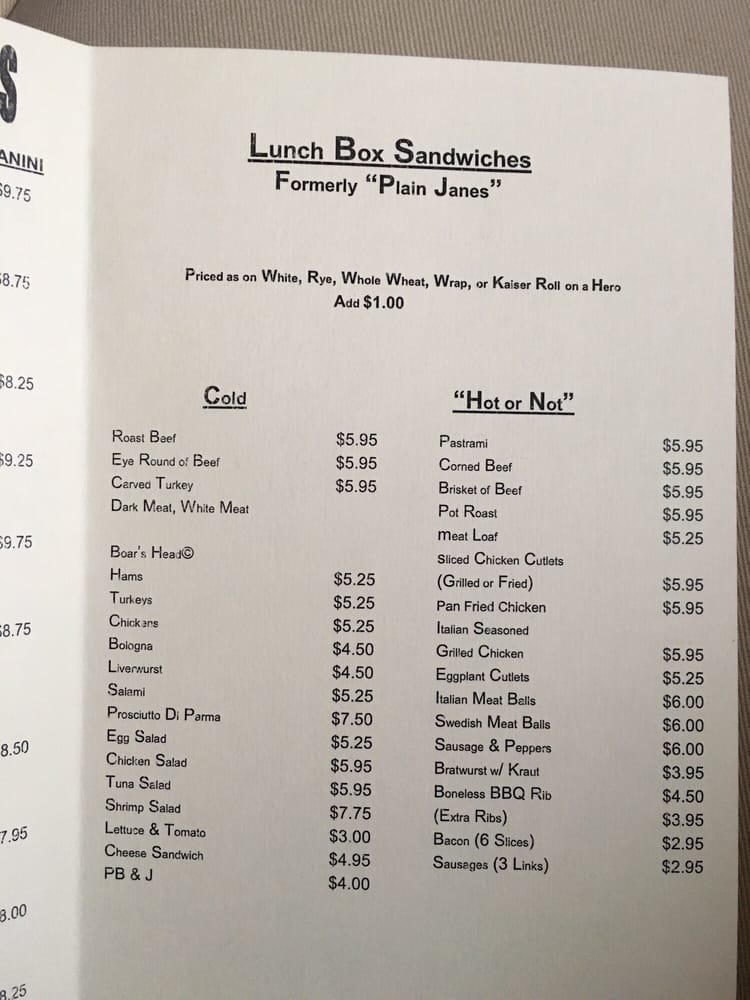 S
ANINI
$9.75
$8.75
$8.25
$9.25
$9.75
$8.75
8.50
7.95
8.00
8.25
Lunch Box Sandwiches
Formerly "Plain Janes"
Priced as on White, Rye, Whole Wheat, Wrap, or Kaiser Roll on a Hero
Add $1.00
Cold
Roast Beef $5.95
Eye Round of Beef $5.95
Carved Turkey $5.95
Dark Meat, White Meat
Boar's Head©
Hams $5.25
Turkeys $5.25
Chickens $5.25
Bologna $4.50
Liverwurst $4.50
Salami $5.25
Prosciutto Di Parma $7.50
Egg Salad $5.25
Chicken Salad $5.95
Tuna Salad $5.95
Shrimp Salad $7.75
Lettuce & Tomato $3.00
Cheese Sandwich $4.95
PB & J $4.00
"Hot or Not"
Pastrami $5.95
Corned Beef $5.95
Brisket of Beef $5.95
Pot Roast $5.95
meat Loaf $5.25
Sliced Chicken Cutlets
(Grilled or Fried) $5.95
Pan Fried Chicken $5.95
Italian Seasoned
Grilled Chicken $5.95
Eggplant Cutlets $5.25
Italian Meat Balls $6.00
Swedish Meat Balls $6.00
Sausage & Peppers $6.00
Bratwurst w/ Kraut $3.95
Boneless BBQ Rib $4.50
(Extra Ribs) $3.95
Bacon (6 Slices) $2.95
Sausages (3 Links) $2.95